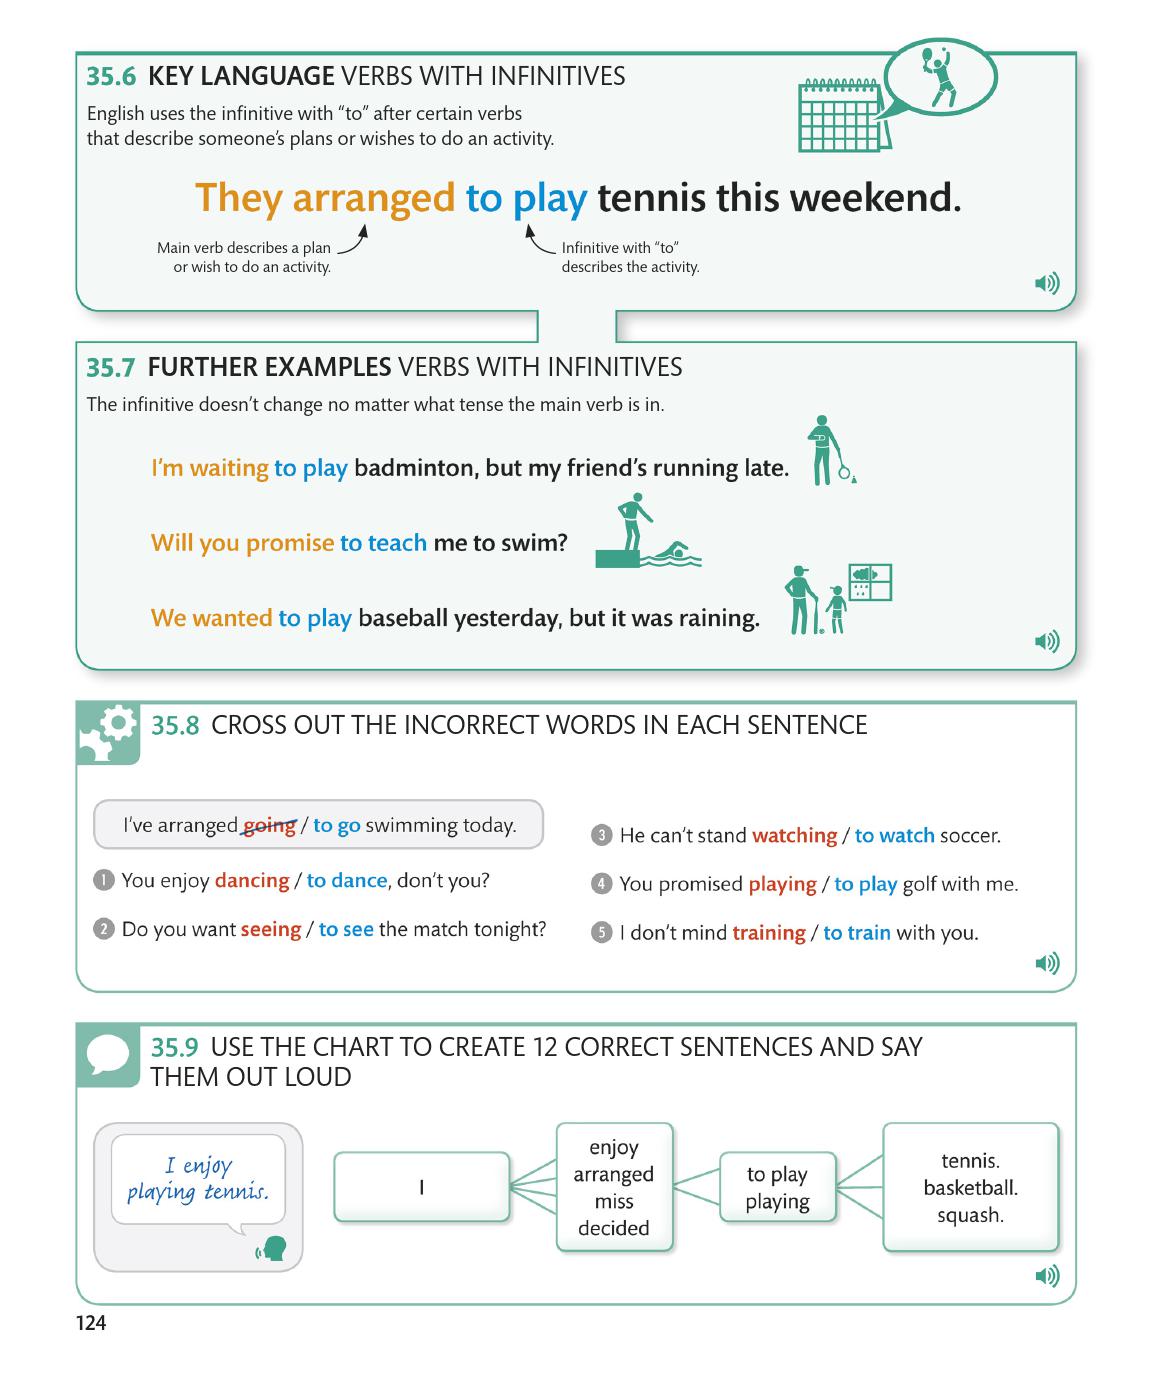 35.6 KEY LANGUAGE VERBS WITH INFINITIVES
English uses the infinitive with “to” after certain verbs
that describe someone’s plans or wishes to do an activity.
They arranged to play tennis this weekend.
Main verb describes a plan
or wish to do an activity.
Infinitive with “to”
describes the activity.
35.7 FURTHER EXAMPLES VERBS WITH INFINITIVES
The infinitive doesn’t change no matter what tense the main verb is in.
I’m waiting to play badminton, but my friend’s running late.
Will you promise to teach me to swim?
We wanted to play baseball yesterday, but it was raining.
35.8 CROSS OUT THE INCORRECT WORDS IN EACH SENTENCE
I’ve arranged going / to go swimming today.
1 You enjoy dancing / to dance, don’t you?
2 Do you want seeing / to see the match tonight?
3 He can’t stand watching / to watch soccer.
4 You promised playing / to play golf with me.
5 I don’t mind training / to train with you.
35.9 USE THE CHART TO CREATE 12 CORRECT SENTENCES AND SAY
THEM OUT LOUD
I enjoy
playing tennis.
I
enjoy
arranged
miss
decided
to play
playing
tennis.
basketball.
squash.
124